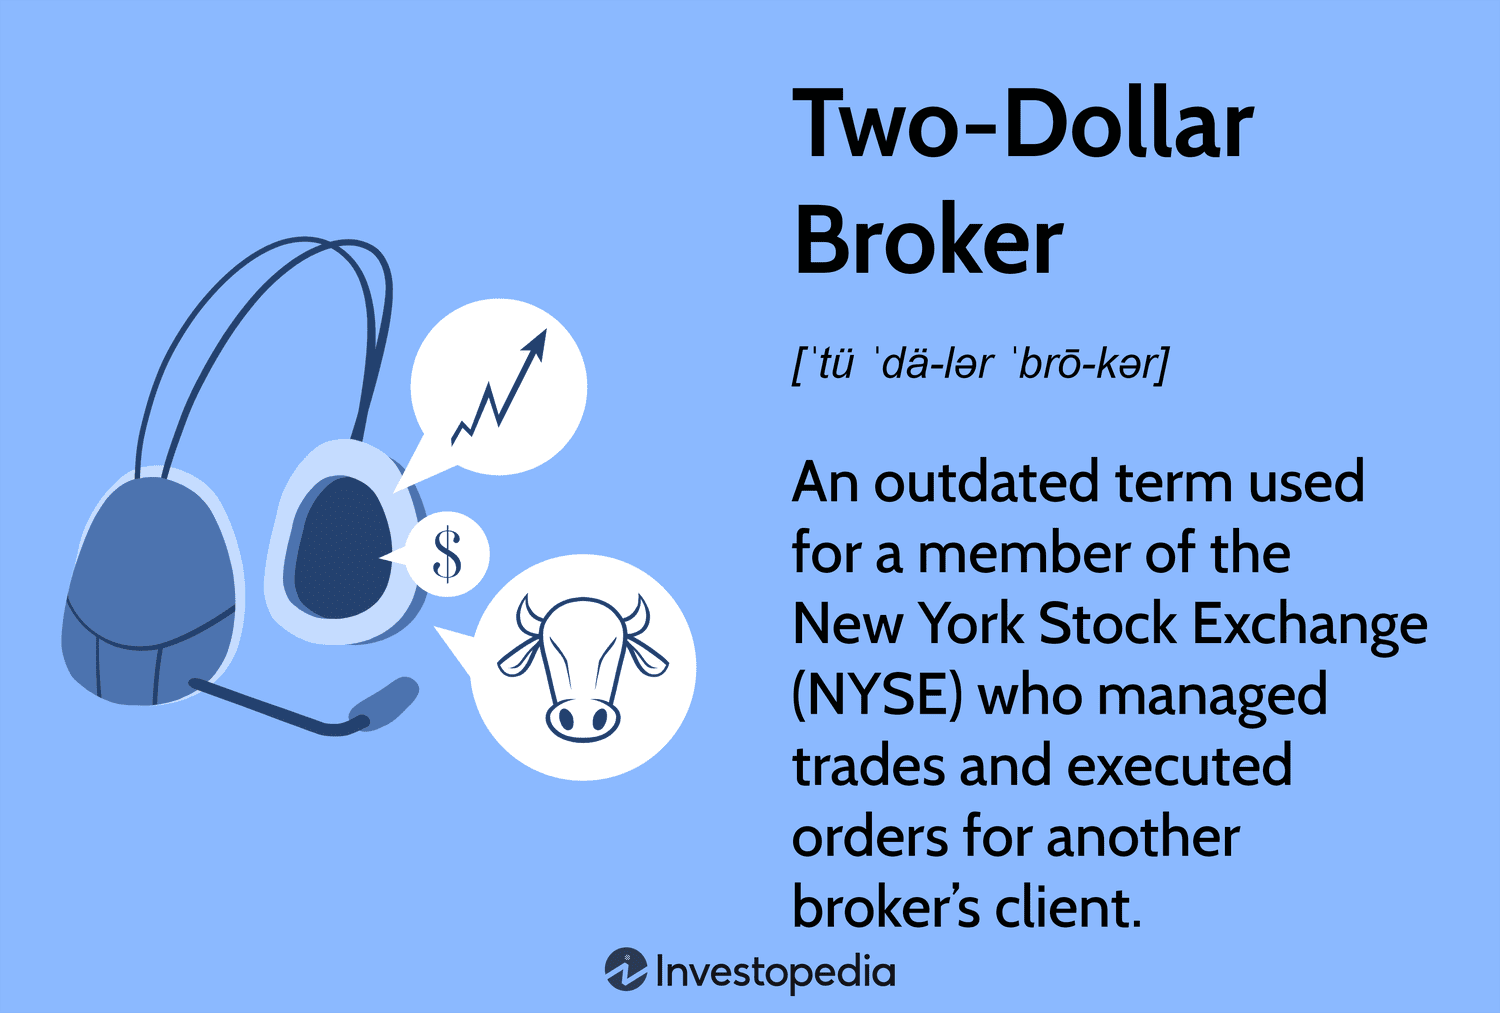 Two-Dollar
Broker
[ˈtü ˈdä-lər ˈbrō-kər]
$
An outdated term used
for a member of the
New York Stock Exchange
(NYSE) who managed
trades and executed
orders for another
broker’s client.
Investopedia